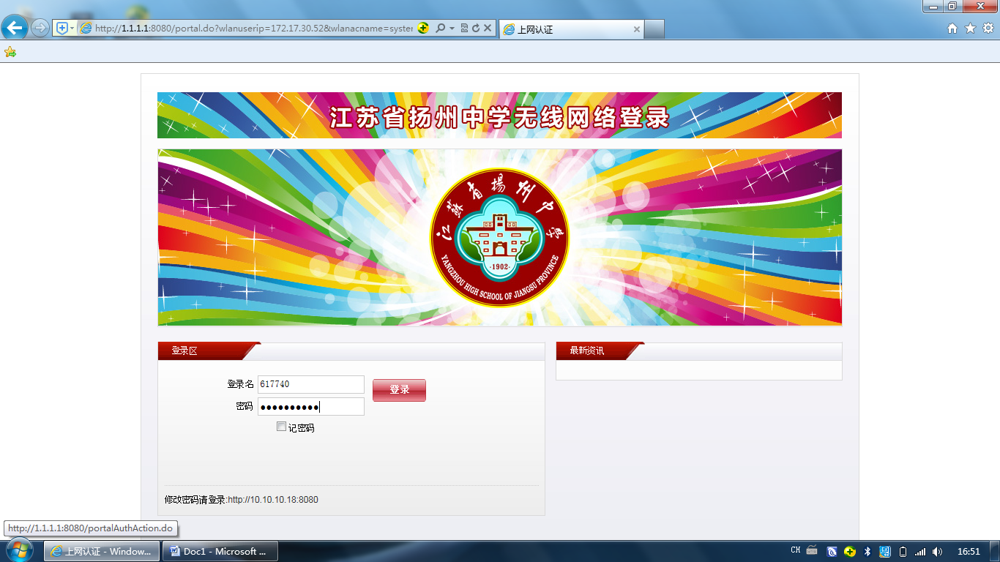 http://1.1.1.1:8080/portal.do?wlanuserip=172.17.30.52&wlanacname=system
上网认证
江苏省扬州中学无线网络登录
江蘇省揚州中学
·1902·
YANGZHOU HIGH SCHOOL OF JIANGSU PROVINCE
登录区
最新资讯
登录名 617740
登录
密码 ●●●●●●●●●●
记密码
修改密码请登录:http://10.10.10.18:8080
http://1.1.1.1:8080/portalAuthAction.do
上网认证 - Window...
Doc1 - Microsoft ...
CH
16:51